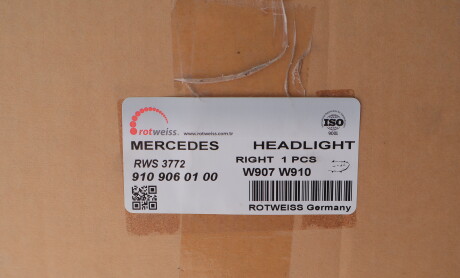 rotweiss. www.rotweiss.com.tr
ISO
9001
MERCEDES HEADLIGHT
RWS 3772 RIGHT 1 PCS
910 906 01 00 W907 W910
ROTWEISS Germany